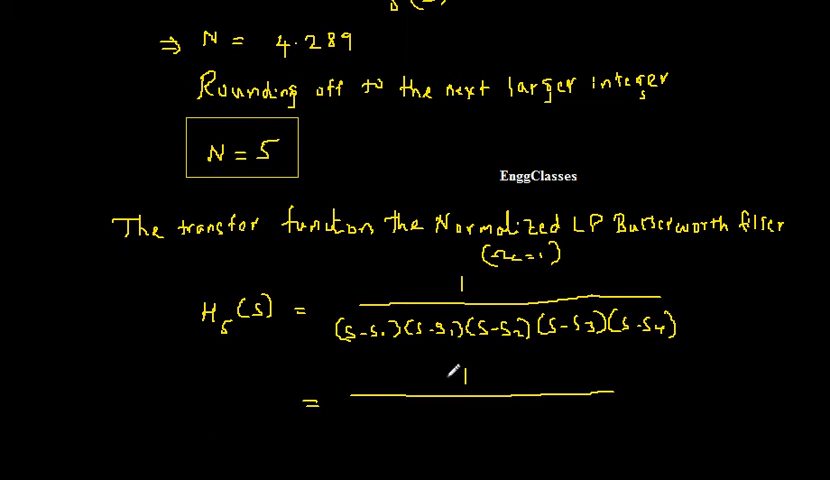 ⇒ N = 4.289
Rounding off to the next larger integer
N = 5
EnggClasses
The transfer function the Normalized LP Butterworth filter
(Ωc = 1)
H₅(s) = 1 / (s-s₀)(s-s₁)(s-s₂)(s-s₃)(s-s₄)
= 1